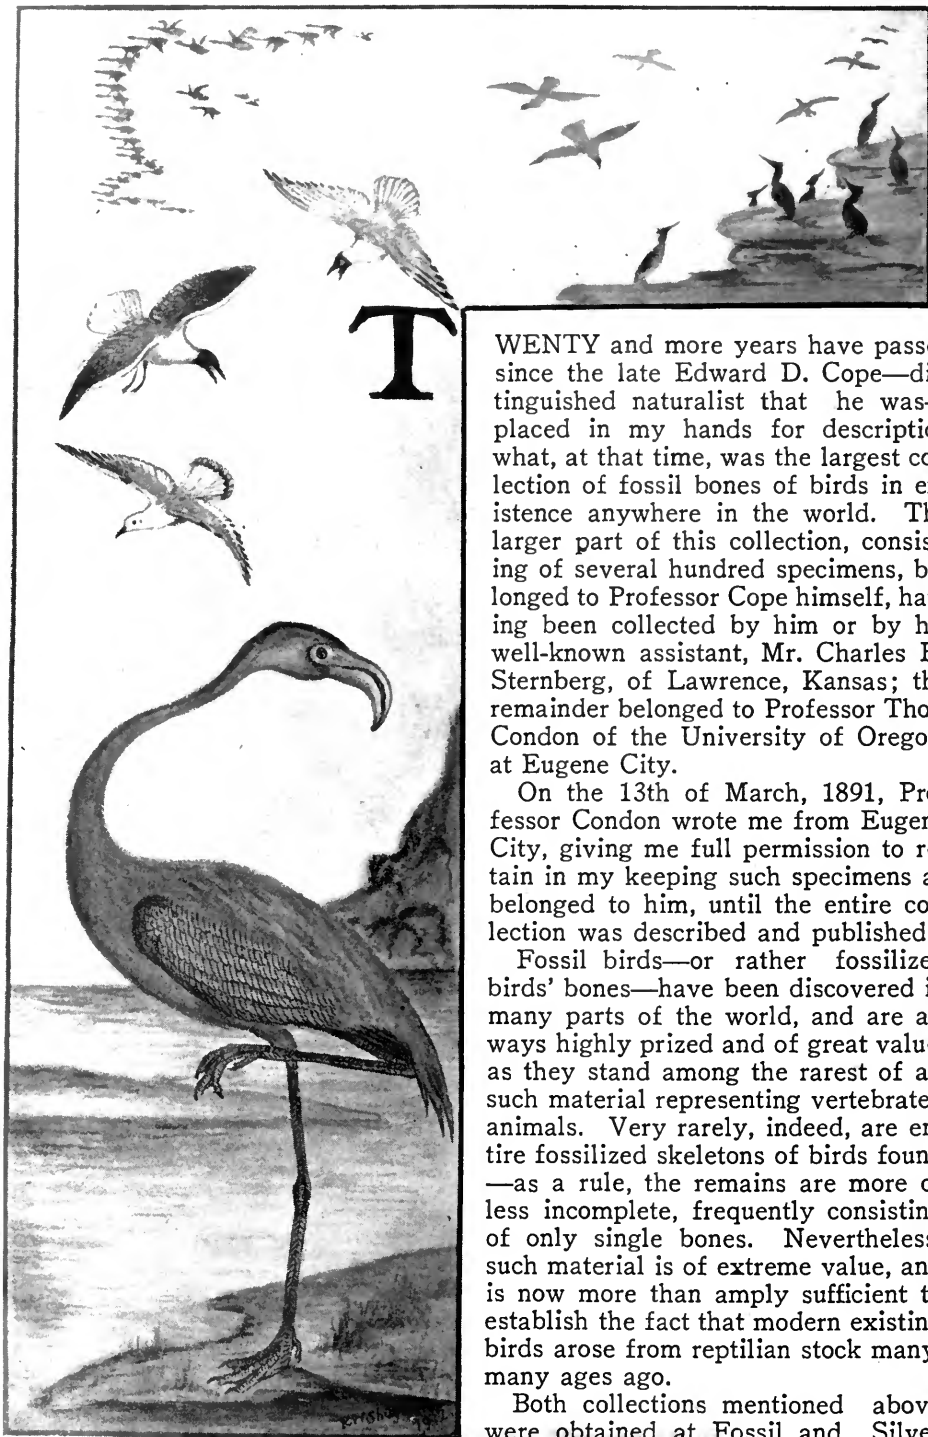 TWENTY and more years have pass
since the late Edward D. Cope—di
tinguished naturalist that he was-
placed in my hands for descriptio
what, at that time, was the largest co
lection of fossil bones of birds in e
istence anywhere in the world. Th
larger part of this collection, consis
ing of several hundred specimens, b
longed to Professor Cope himself, ha
ing been collected by him or by h
well-known assistant, Mr. Charles H
Sternberg, of Lawrence, Kansas; th
remainder belonged to Professor Tho
Condon of the University of Orego
at Eugene City.
On the 13th of March, 1891, Pr
fessor Condon wrote me from Eugen
City, giving me full permission to r
tain in my keeping such specimens a
belonged to him, until the entire co
lection was described and published
Fossil birds—or rather fossilize
birds' bones—have been discovered i
many parts of the world, and are a
ways highly prized and of great valu
as they stand among the rarest of a
such material representing vertebrate
animals. Very rarely, indeed, are en
tire fossilized skeletons of birds foun
—as a rule, the remains are more o
less incomplete, frequently consistin
of only single bones. Nevertheless
such material is of extreme value, an
is now more than amply sufficient t
establish the fact that modern existin
birds arose from reptilian stock many
many ages ago.
Both collections mentioned abov
were obtained at Fossil and Silve